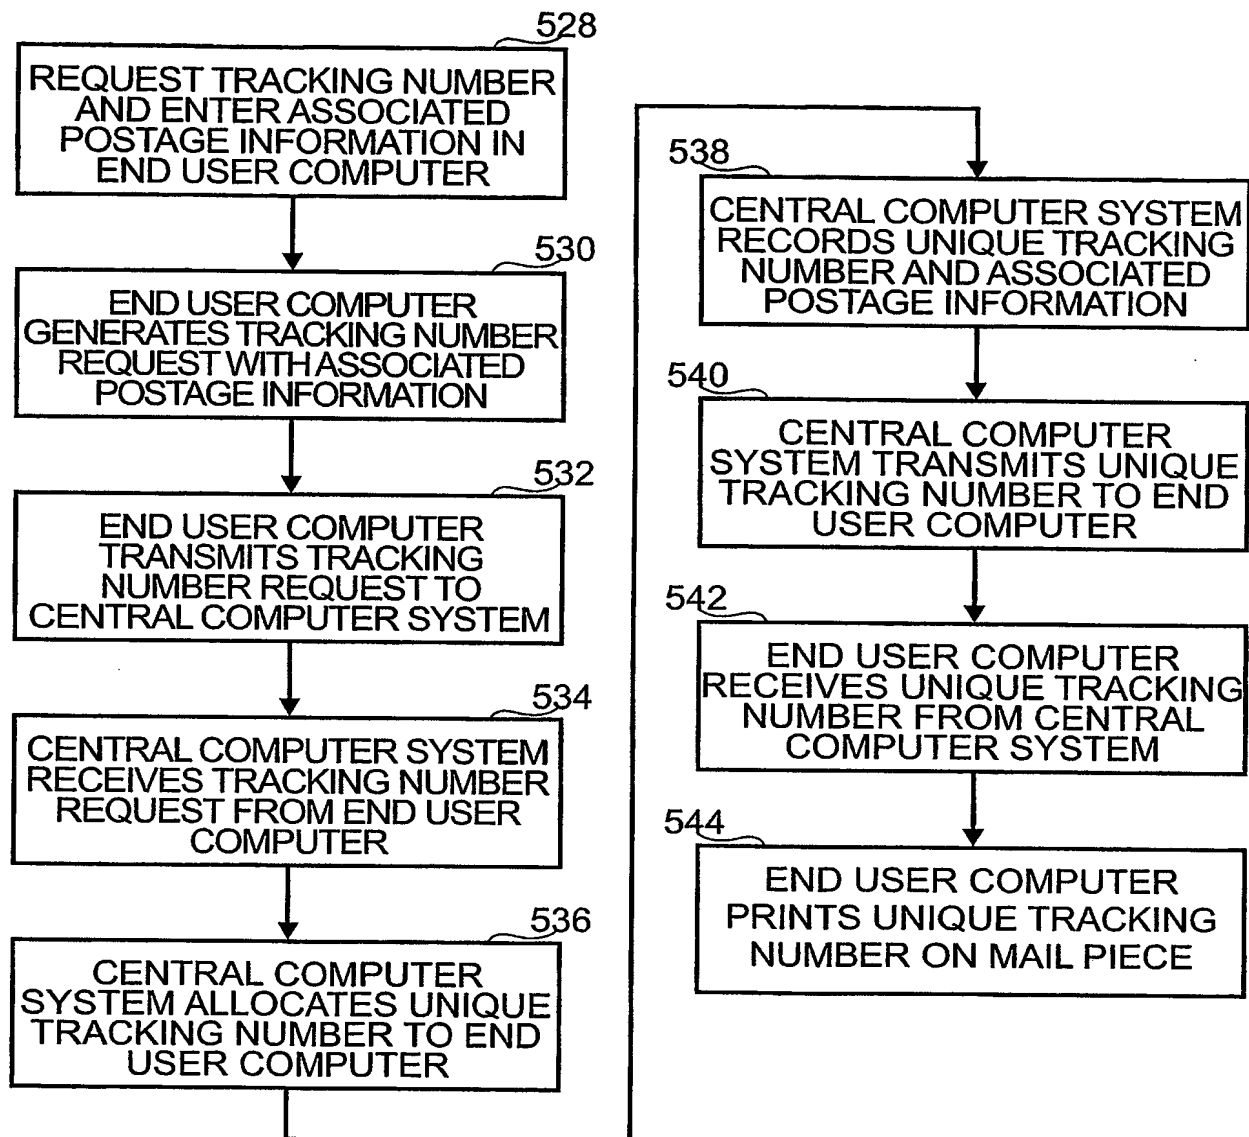 528
REQUEST TRACKING NUMBER
AND ENTER ASSOCIATED
POSTAGE INFORMATION IN
END USER COMPUTER
530
END USER COMPUTER
GENERATES TRACKING NUMBER
REQUEST WITH ASSOCIATED
POSTAGE INFORMATION
532
END USER COMPUTER
TRANSMITS TRACKING
NUMBER REQUEST TO
CENTRAL COMPUTER SYSTEM
534
CENTRAL COMPUTER SYSTEM
RECEIVES TRACKING NUMBER
REQUEST FROM END USER
COMPUTER
536
CENTRAL COMPUTER
SYSTEM ALLOCATES UNIQUE
TRACKING NUMBER TO END
USER COMPUTER
538
CENTRAL COMPUTER SYSTEM
RECORDS UNIQUE TRACKING
NUMBER AND ASSOCIATED
POSTAGE INFORMATION
540
CENTRAL COMPUTER
SYSTEM TRANSMITS UNIQUE
TRACKING NUMBER TO END
USER COMPUTER
542
END USER COMPUTER
RECEIVES UNIQUE TRACKING
NUMBER FROM CENTRAL
COMPUTER SYSTEM
544
END USER COMPUTER
PRINTS UNIQUE TRACKING
NUMBER ON MAIL PIECE